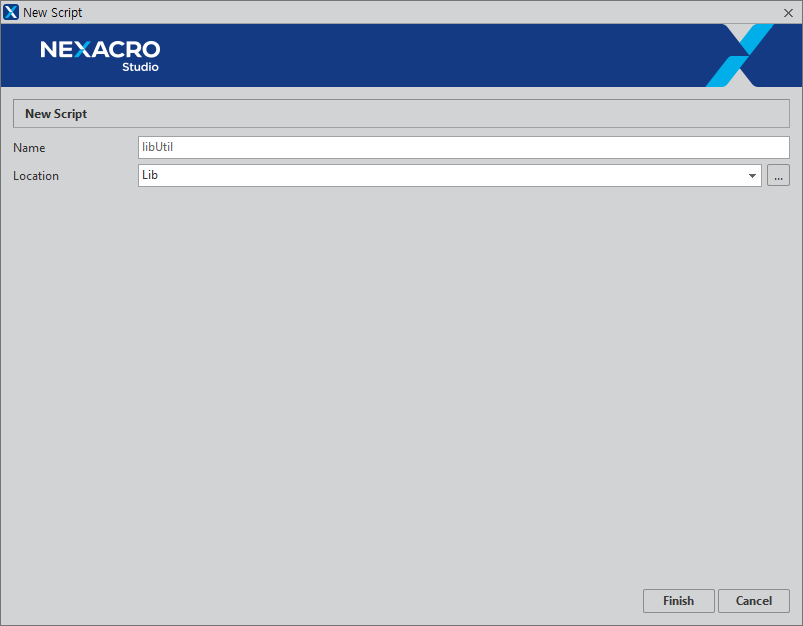 New Script
NEXACRO
Studio
New Script
Name
libUtil
Location
Lib
...
Finish
Cancel